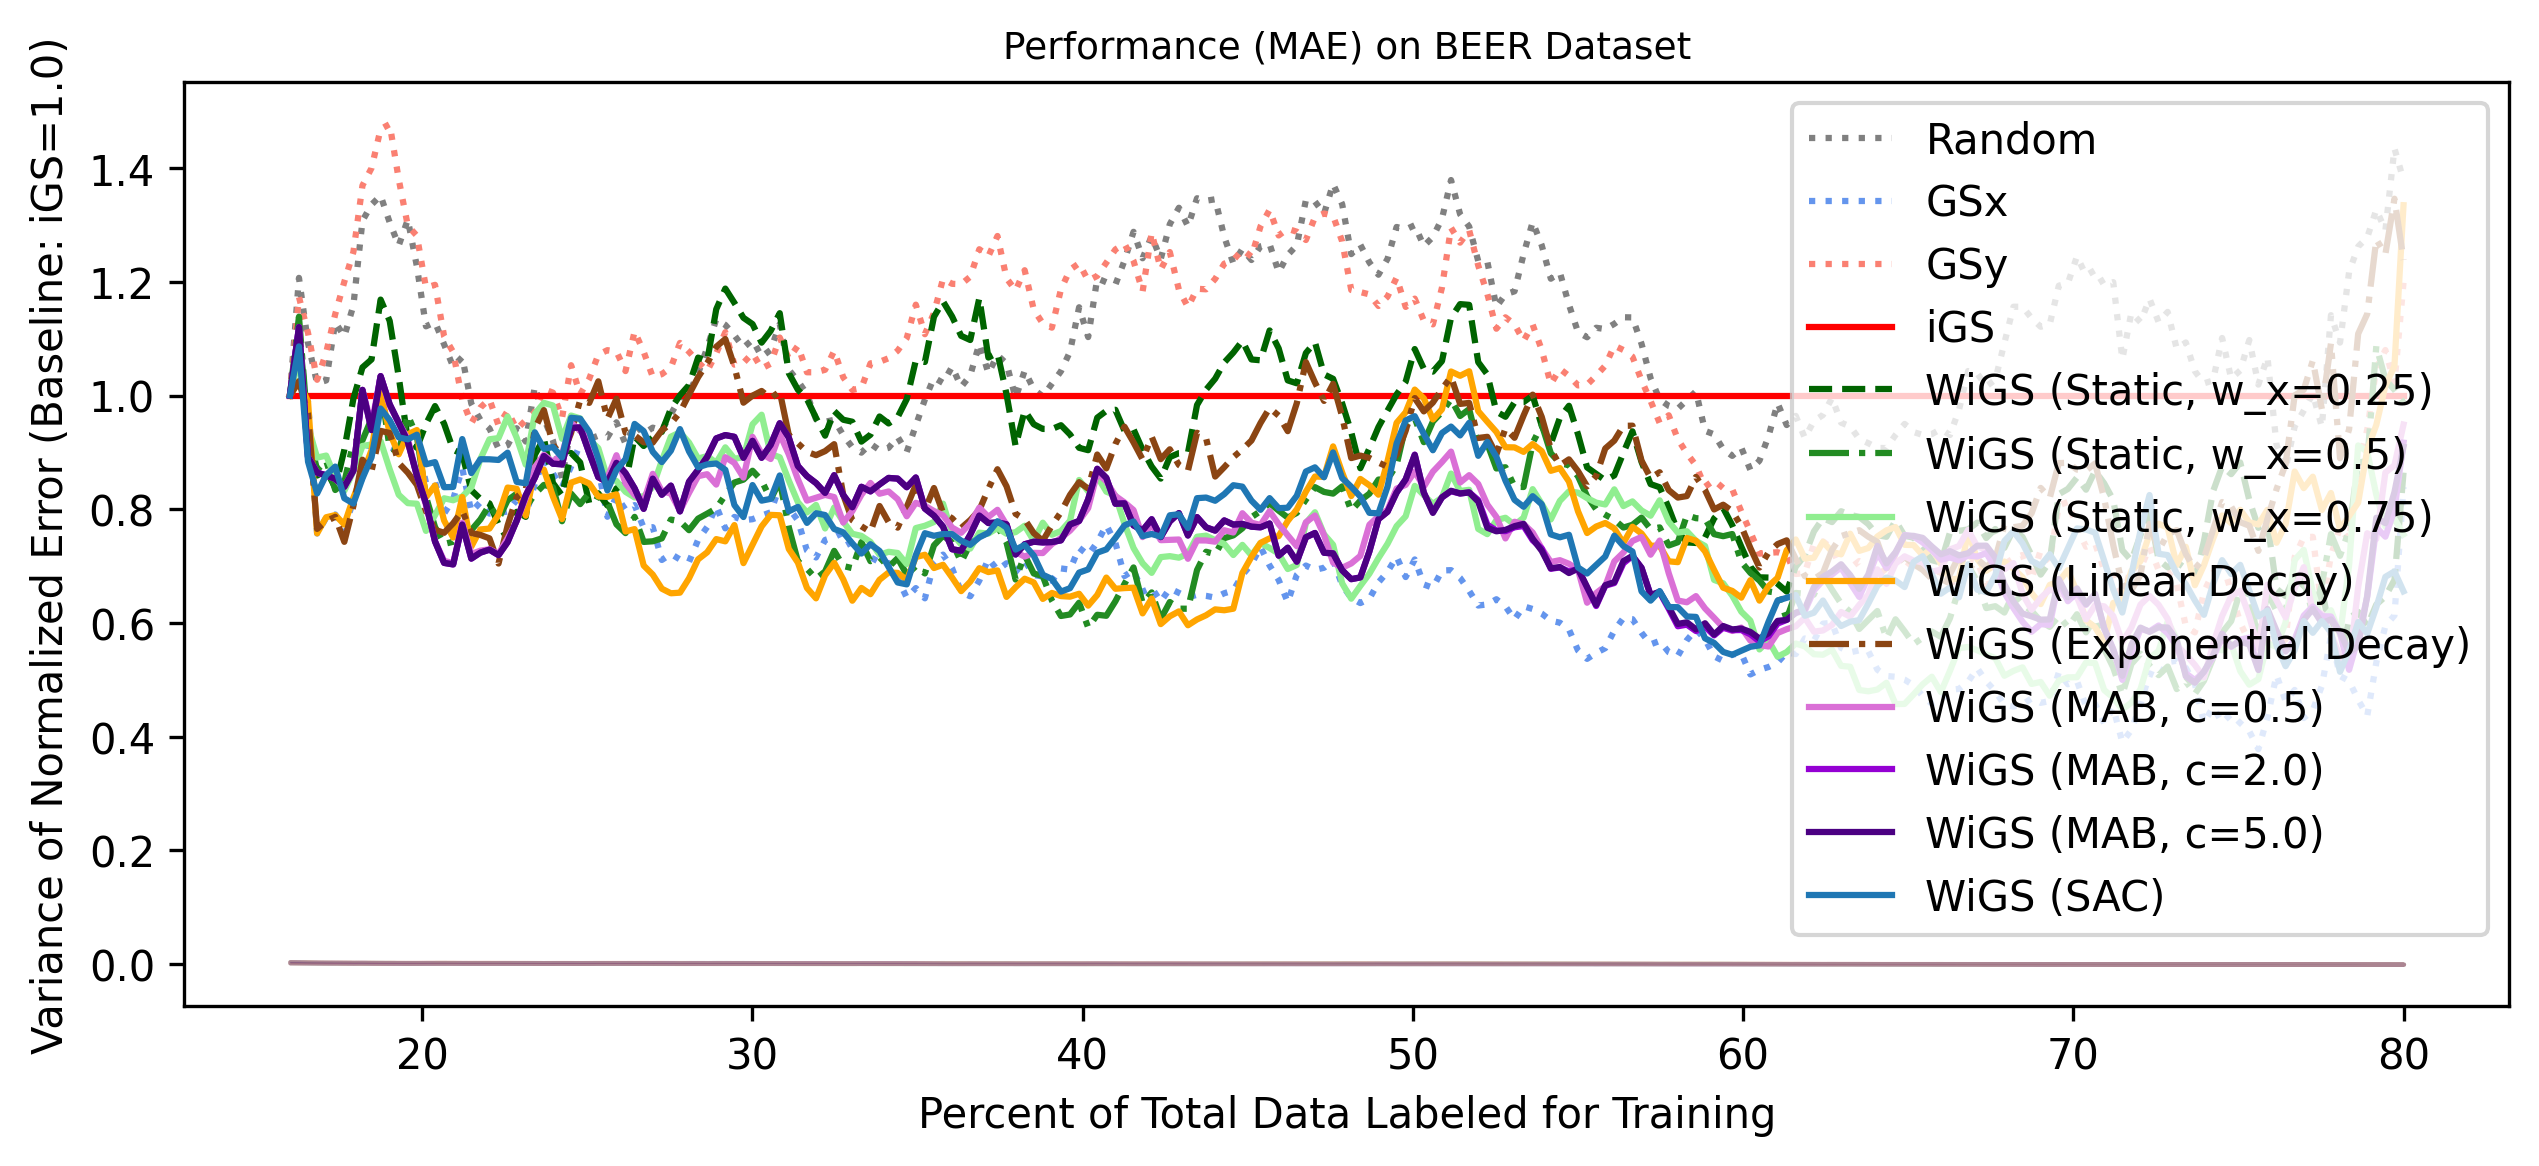 Performance (MAE) on BEER Dataset
Variance of Normalized Error (Baseline: iGS=1.0)
1.4
1.2
1.0
0.8
0.6
0.4
0.2
0.0
Random
GSx
GSy
iGS
WiGS (Static, w_x=0.25)
WiGS (Static, w_x=0.5)
WiGS (Static, w_x=0.75)
WiGS (Linear Decay)
WiGS (Exponential Decay)
WiGS (MAB, c=0.5)
WiGS (MAB, c=2.0)
WiGS (MAB, c=5.0)
WiGS (SAC)
20 30 40 50 60 70 80
Percent of Total Data Labeled for Training